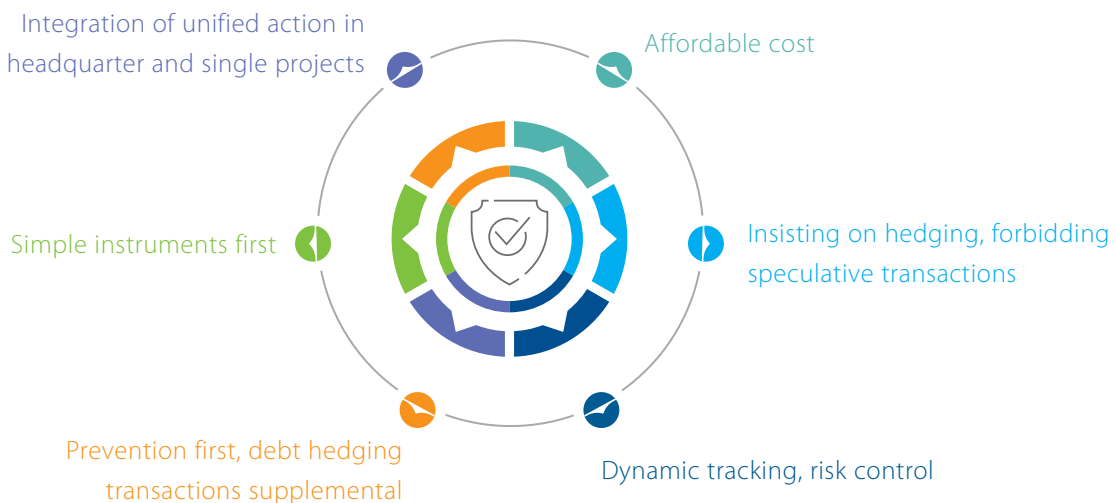 Integration of unified action in
headquarter and single projects
Affordable cost
Simple instruments first
Insisting on hedging, forbidding
speculative transactions
Prevention first, debt hedging
transactions supplemental
Dynamic tracking, risk control